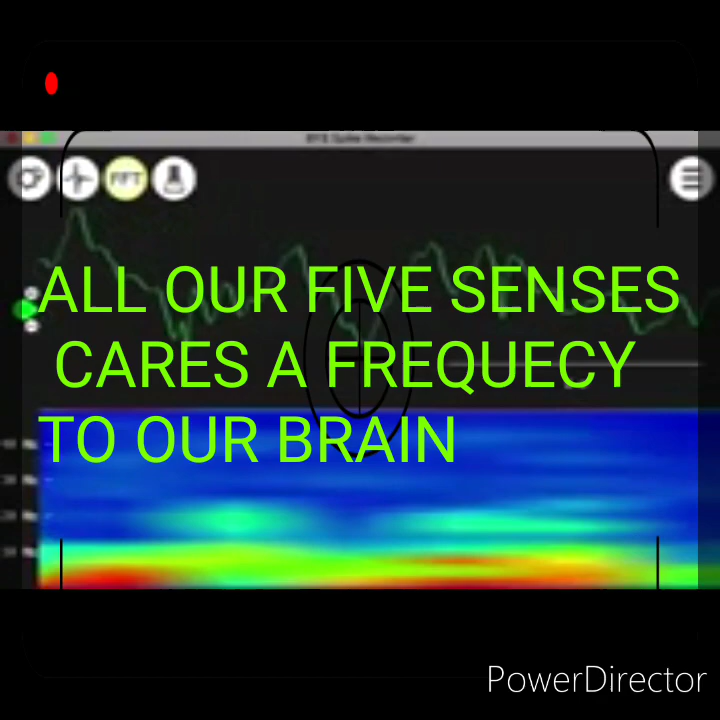 FFT
ALL OUR FIVE SENSES
CARES A FREQUECY
TO OUR BRAIN
PowerDirector